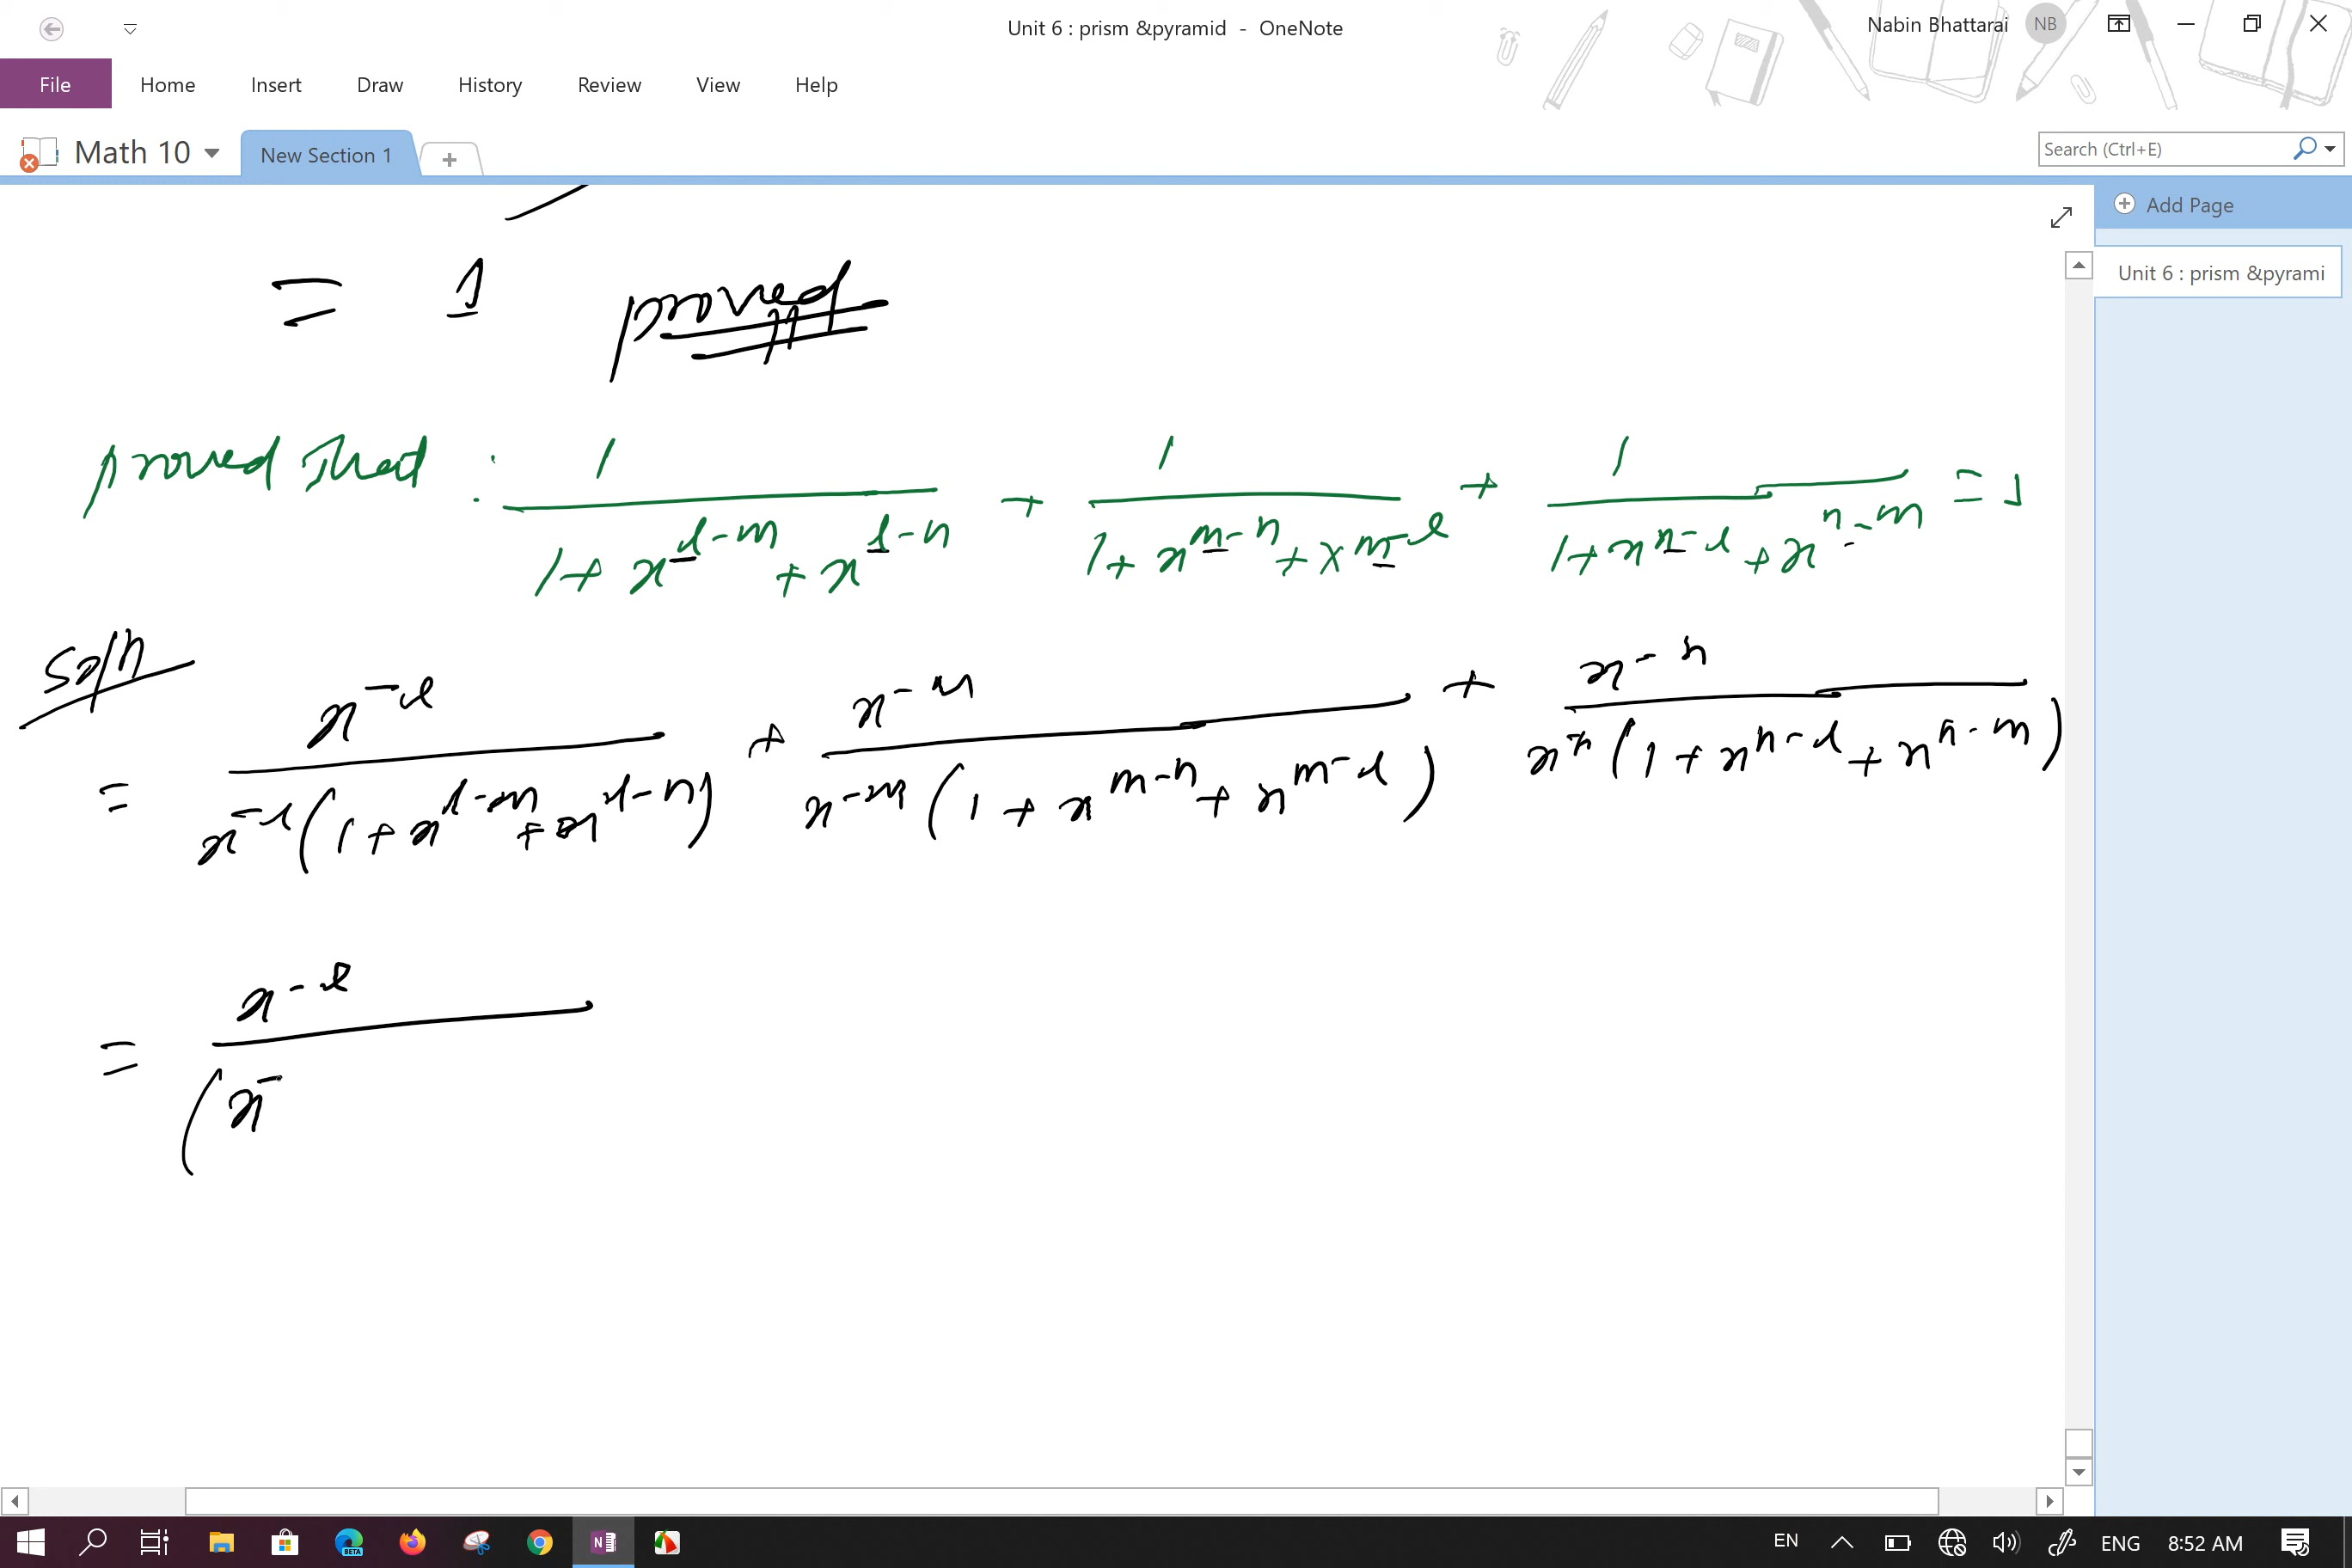 Unit 6 : prism &pyramid - OneNote
Nabin Bhattarai NB
File Home Insert Draw History Review View Help
Math 10 New Section 1
Search (Ctrl+E)
Add Page
Unit 6 : prism &pyrami
= 1 proved
proved That : 1/(1+x^(l-m)+x^(l-n)) + 1/(1+x^(m-n)+x^(m-l)) + 1/(1+x^(n-l)+x^(n-m)) = 1
Soln
= x^(-l)/(x^(-l)(1+x^(l-m)+x^(l-n))) + x^(-m)/(x^(-m)(1+x^(m-n)+x^(m-l))) + x^(-n)/(x^(-n)(1+x^(n-l)+x^(n-m)))
= x^(-l)/(x^-
EN ENG 8:52 AM